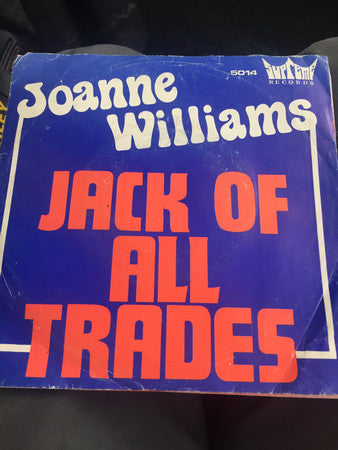 5014
Supreme
RECORDS
Joanne
Williams
JACK OF
ALL
TRADES